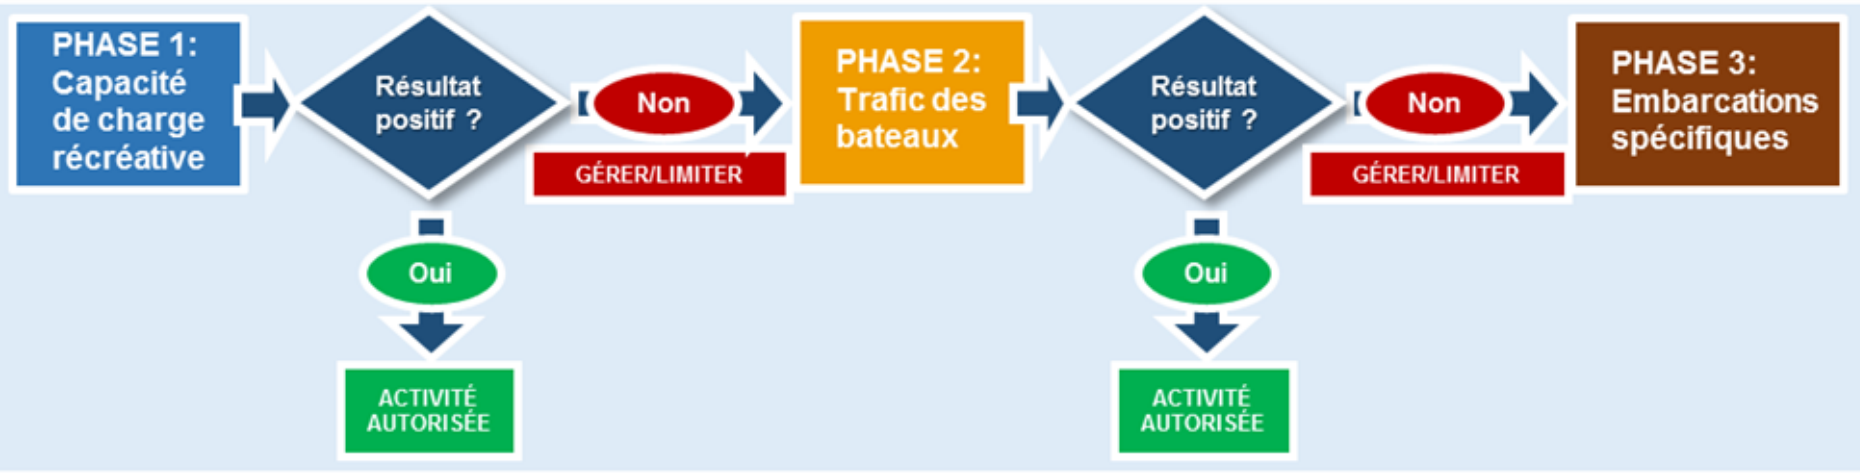 PHASE 1:
Capacité
de charge
récréative
Résultat
positif ?
Non
GÉRER/LIMITER
Oui
ACTIVITÉ
AUTORISÉE
PHASE 2:
Trafic des
bateaux
Résultat
positif ?
Non
GÉRER/LIMITER
Oui
ACTIVITÉ
AUTORISÉE
PHASE 3:
Embarcations
spécifiques